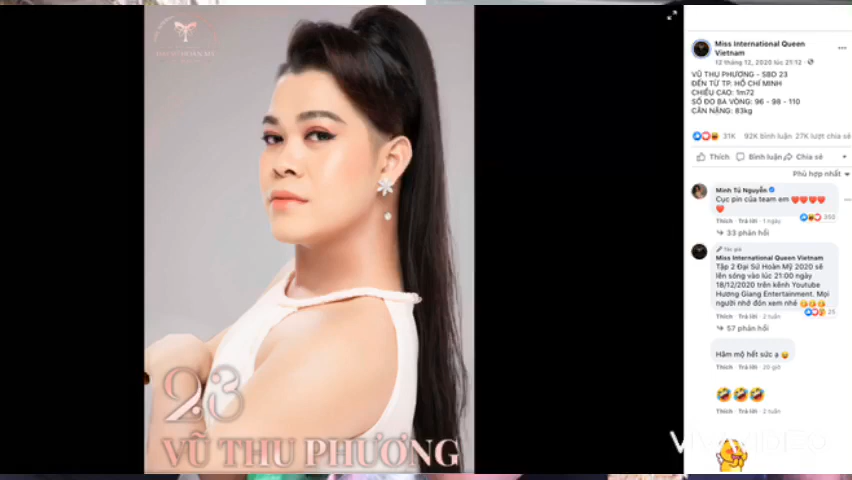 23
VŨ THU PHƯƠNG
Miss International Queen
Vietnam
12 tháng 12, 2020 lúc 21:12
VŨ THU PHƯƠNG - SBD 23
ĐẾN TỪ TP. HỒ CHÍ MINH
CHIỀU CAO: 1m72
SỐ ĐO BA VÒNG: 96 - 98 - 110
CÂN NẶNG: 83kg
31K 92K bình luận 27K lượt chia sẻ
Thích Bình luận Chia sẻ
Phù hợp nhất
Minh Tú Nguyễn
Cục pin của team em ❤❤❤❤
❤
350
Thích Trả lời 1 ngày
33 phản hồi
Tác giả
Miss International Queen Vietnam
Tập 2 Đại Sứ Hoàn Mỹ 2020 sẽ
lên sóng vào lúc 21:00 ngày
18/12/2020 trên kênh Youtube
Hương Giang Entertainment. Mọi
người nhớ đón xem nhé 😘😘😘
25
Thích Trả lời 2 tuần
57 phản hồi
Hâm mộ hết sức ạ 😛
Thích Trả lời 20 giờ
🤣🤣🤣
Thích Trả lời 2 tuần
VIVAVIDEO